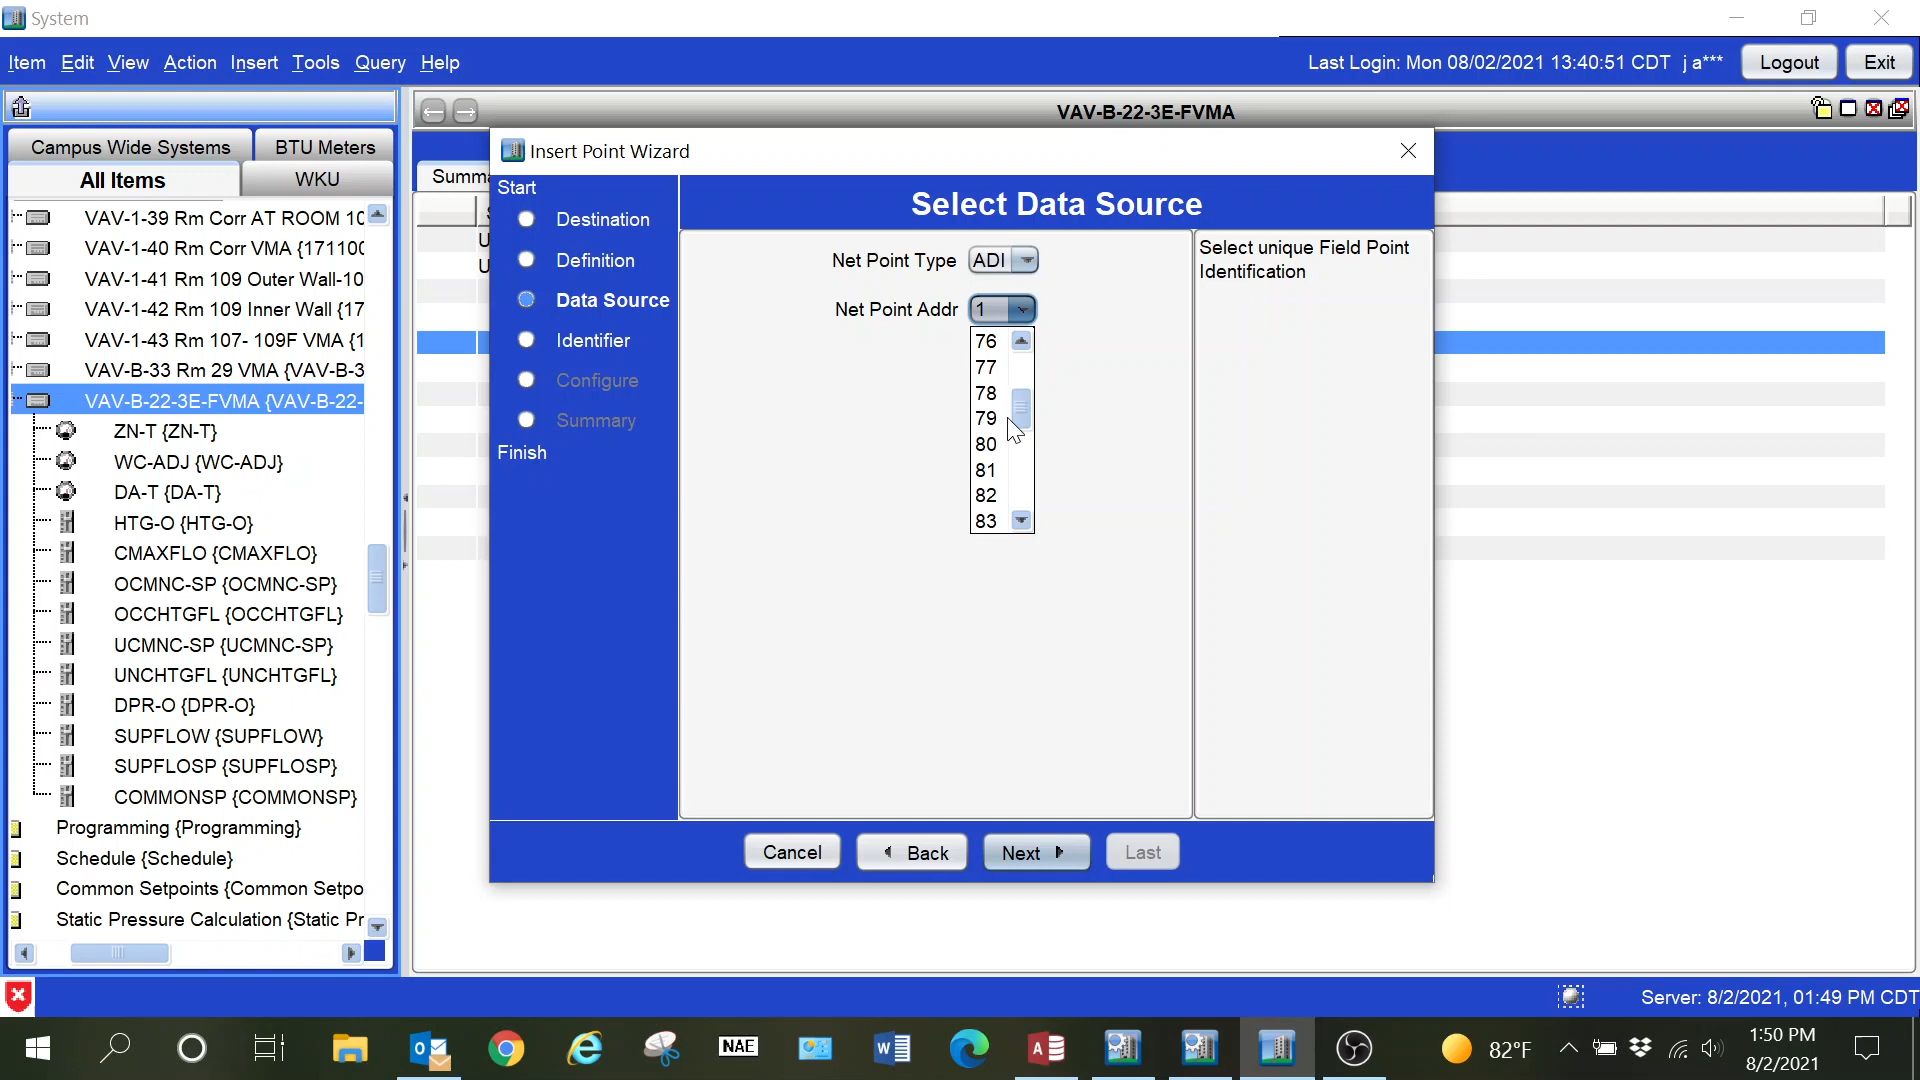 System
Item Edit View Action Insert Tools Query Help
Last Login: Mon 08/02/2021 13:40:51 CDT j a***
Logout
Exit
Campus Wide Systems
BTU Meters
All Items
WKU
VAV-1-39 Rm Corr AT ROOM 10
VAV-1-40 Rm Corr VMA {17110
VAV-1-41 Rm 109 Outer Wall-10
VAV-1-42 Rm 109 Inner Wall {17
VAV-1-43 Rm 107- 109F VMA {1
VAV-B-33 Rm 29 VMA {VAV-B-3
VAV-B-22-3E-FVMA {VAV-B-22-
ZN-T {ZN-T}
WC-ADJ {WC-ADJ}
DA-T {DA-T}
HTG-O {HTG-O}
CMAXFLO {CMAXFLO}
OCMNC-SP {OCMNC-SP}
OCCHTGFL {OCCHTGFL}
UCMNC-SP {UCMNC-SP}
UNCHTGFL {UNCHTGFL}
DPR-O {DPR-O}
SUPFLOW {SUPFLOW}
SUPFLOSP {SUPFLOSP}
COMMONSP {COMMONSP}
Programming {Programming}
Schedule {Schedule}
Common Setpoints {Common Setpo
Static Pressure Calculation {Static Pr
VAV-B-22-3E-FVMA
Summa
Insert Point Wizard
Start
Destination
Definition
Data Source
Identifier
Configure
Summary
Finish
Select Data Source
Net Point Type ADI
Net Point Addr 1
76
77
78
79
80
81
82
83
Select unique Field Point
Identification
Cancel
Back
Next
Last
Server: 8/2/2021, 01:49 PM CDT
NAE
82°F
1:50 PM
8/2/2021